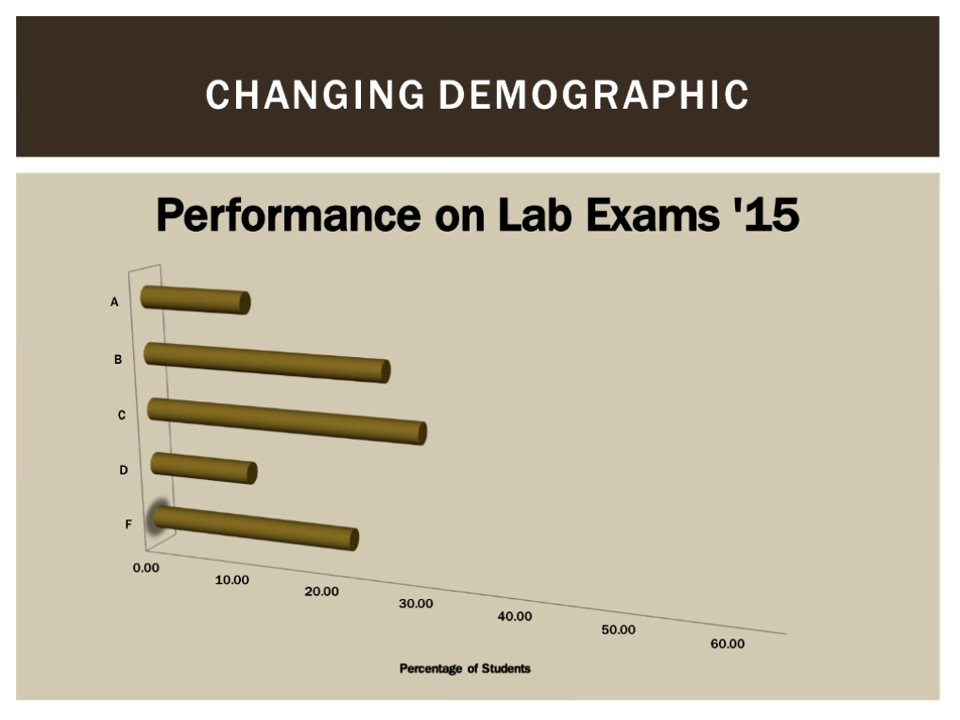 CHANGING DEMOGRAPHIC
Performance on Lab Exams '15
A
B
C
D
F
0.00
10.00
20.00
30.00
40.00
50.00
60.00
Percentage of Students